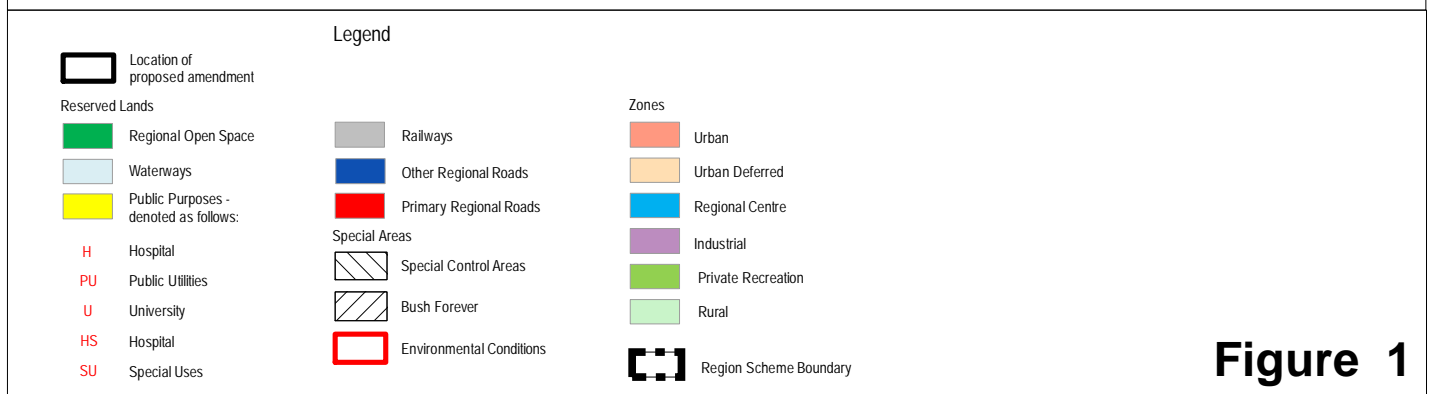 Legend
Location of
proposed amendment
Reserved Lands
Regional Open Space
Waterways
Public Purposes -
denoted as follows:
H Hospital
PU Public Utilities
U University
HS Hospital
SU Special Uses
Railways
Other Regional Roads
Primary Regional Roads
Special Areas
Special Control Areas
Bush Forever
Environmental Conditions
Zones
Urban
Urban Deferred
Regional Centre
Industrial
Private Recreation
Rural
Region Scheme Boundary
Figure 1